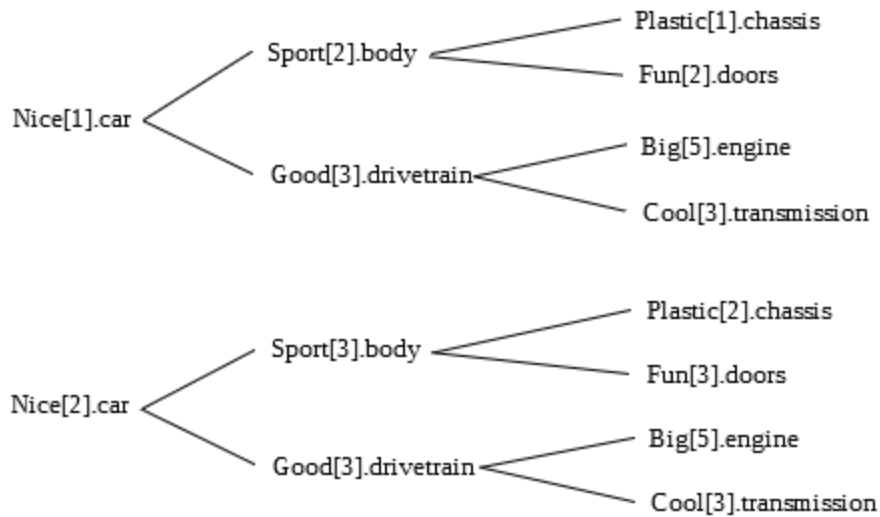 Plastic[1].chassis
Sport[2].body
Fun[2].doors
Nice[1].car
Big[5].engine
Good[3].drivetrain
Cool[3].transmission
Plastic[2].chassis
Sport[3].body
Fun[3].doors
Nice[2].car
Big[5].engine
Good[3].drivetrain
Cool[3].transmission